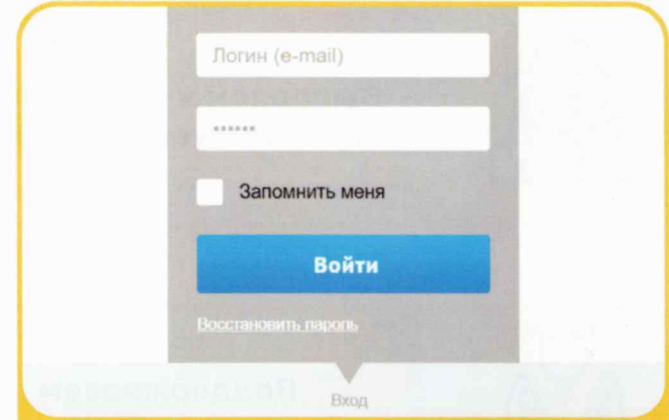 Логин (e-mail)
******
Запомнить меня
Войти
Восстановить пароль
Вход